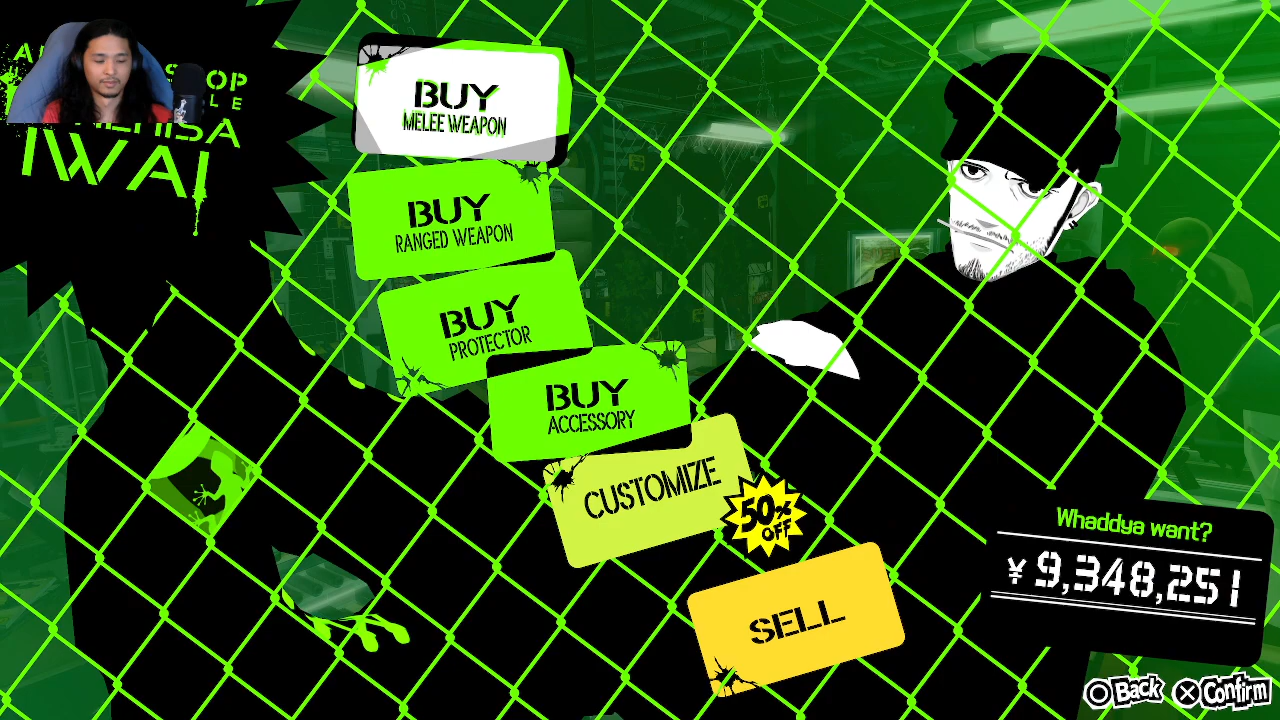 IWAI
BUY
MELEE WEAPON
BUY
RANGED WEAPON
BUY
PROTECTOR
BUY
ACCESSORY
CUSTOMIZE
50% OFF
SELL
Whaddya want?
¥ 9,348,251
Back Confirm